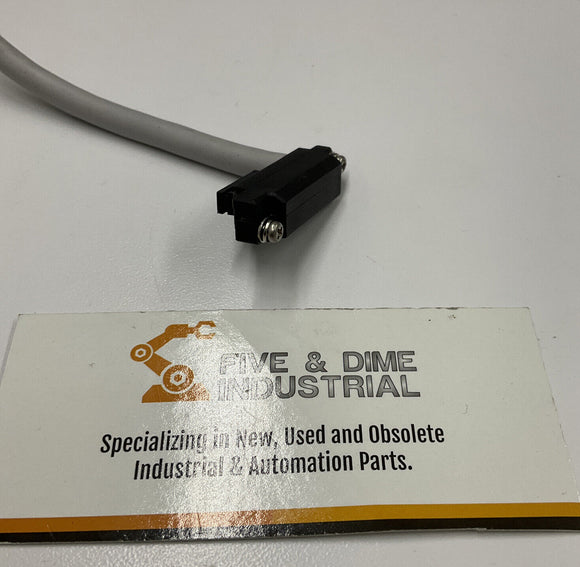 FIVE & DIME
INDUSTRIAL
Specializing in New, Used and Obsolete
Industrial & Automation Parts.